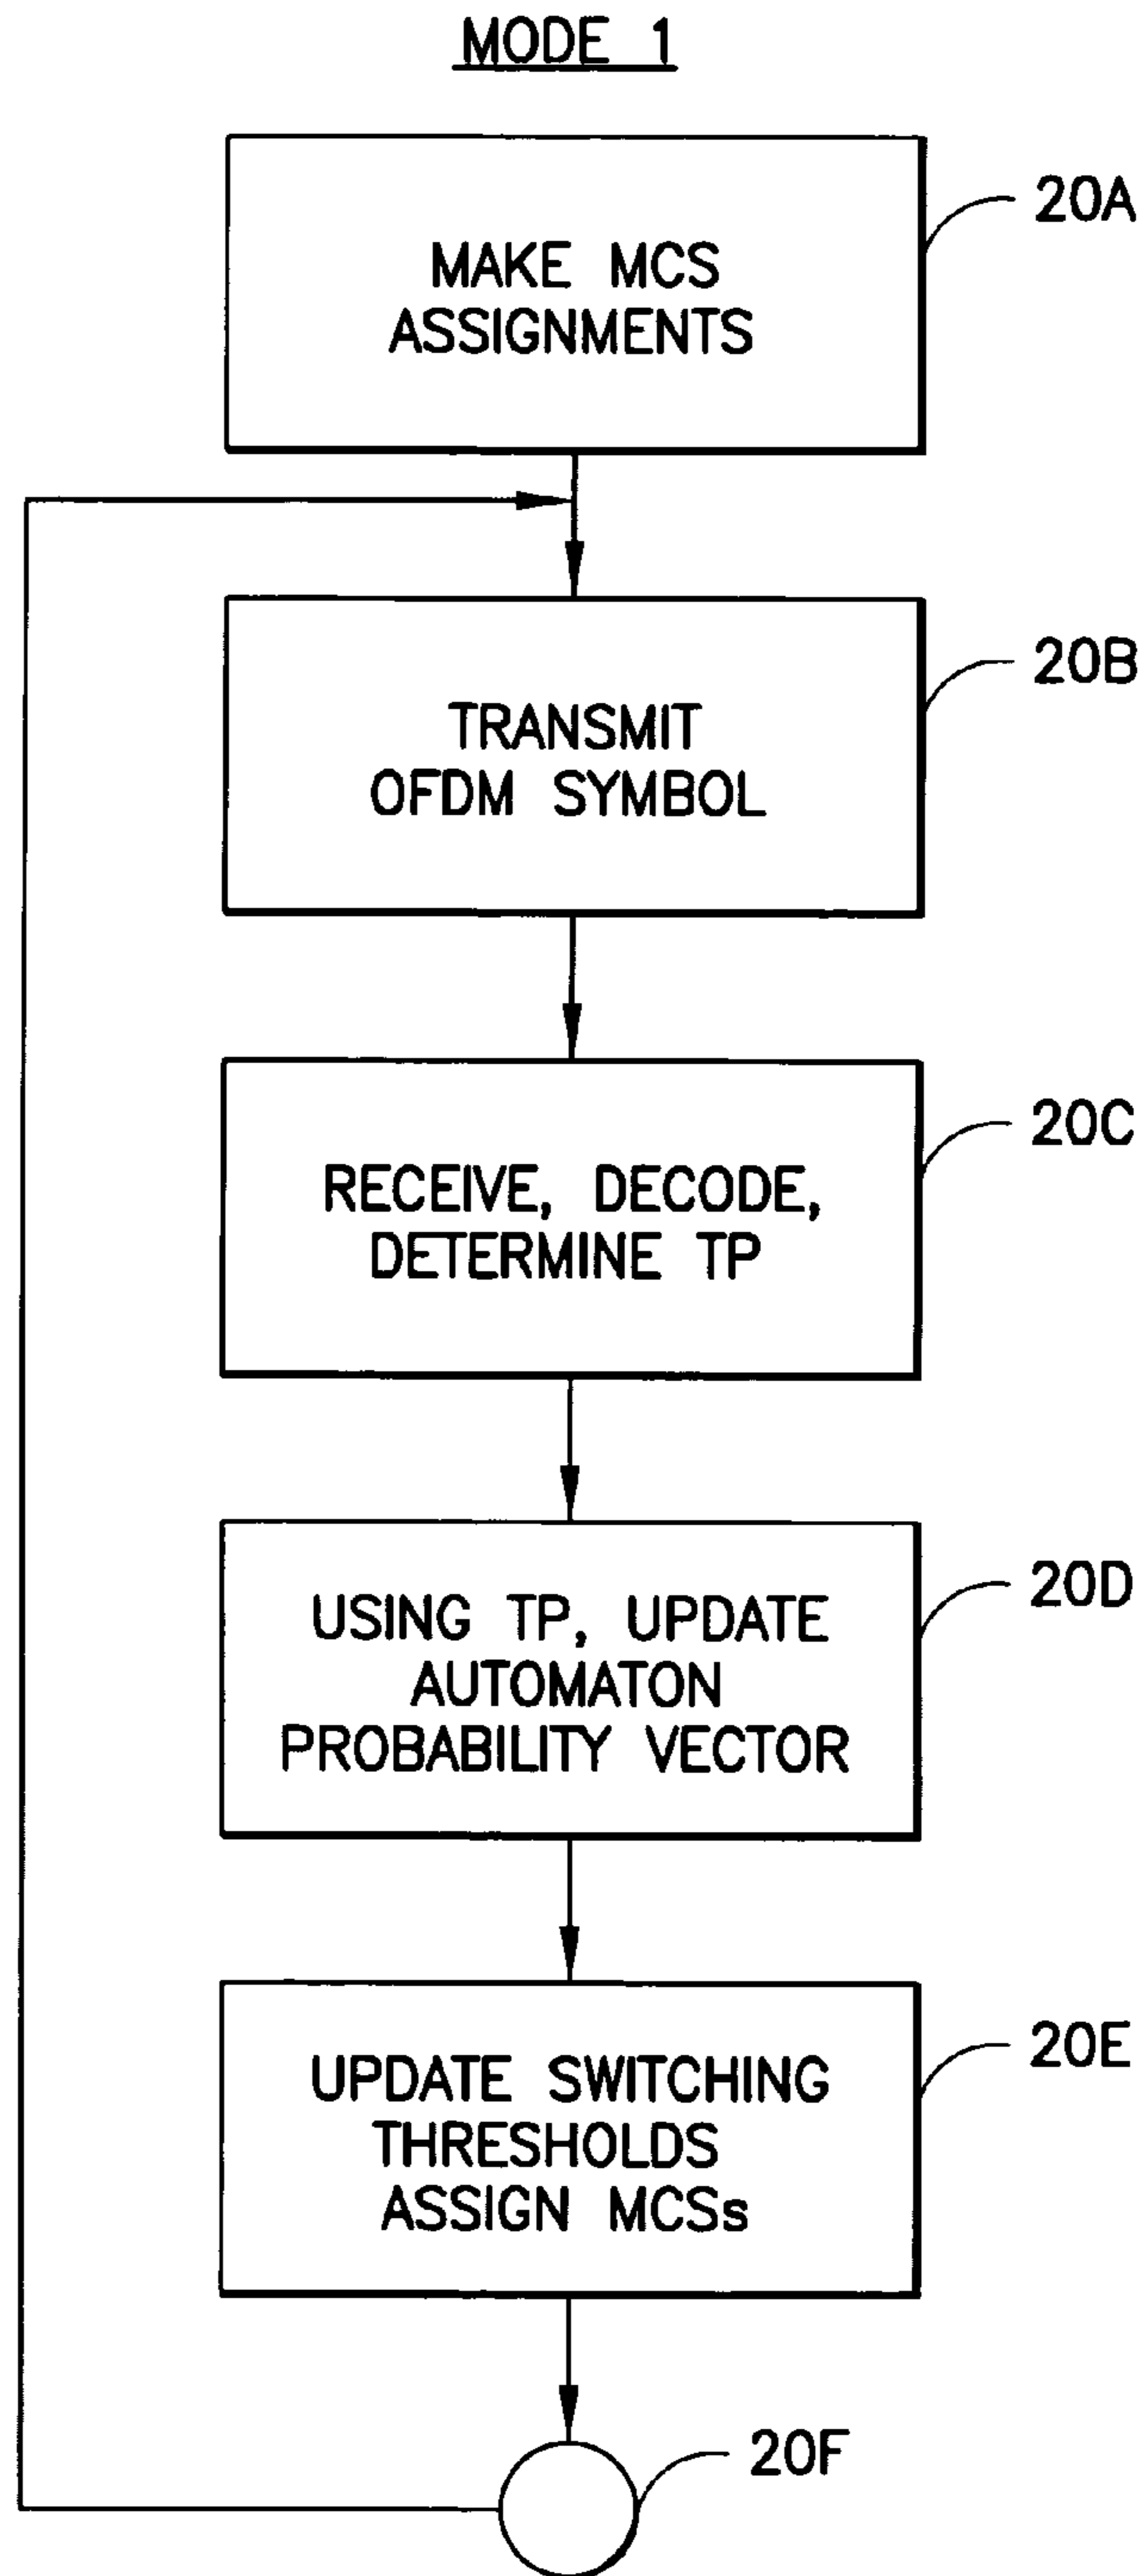 MODE 1
MAKE MCS
ASSIGNMENTS
20A
TRANSMIT
OFDM SYMBOL
20B
RECEIVE, DECODE,
DETERMINE TP
20C
USING TP, UPDATE
AUTOMATON
PROBABILITY VECTOR
20D
UPDATE SWITCHING
THRESHOLDS
ASSIGN MCSs
20E
20F